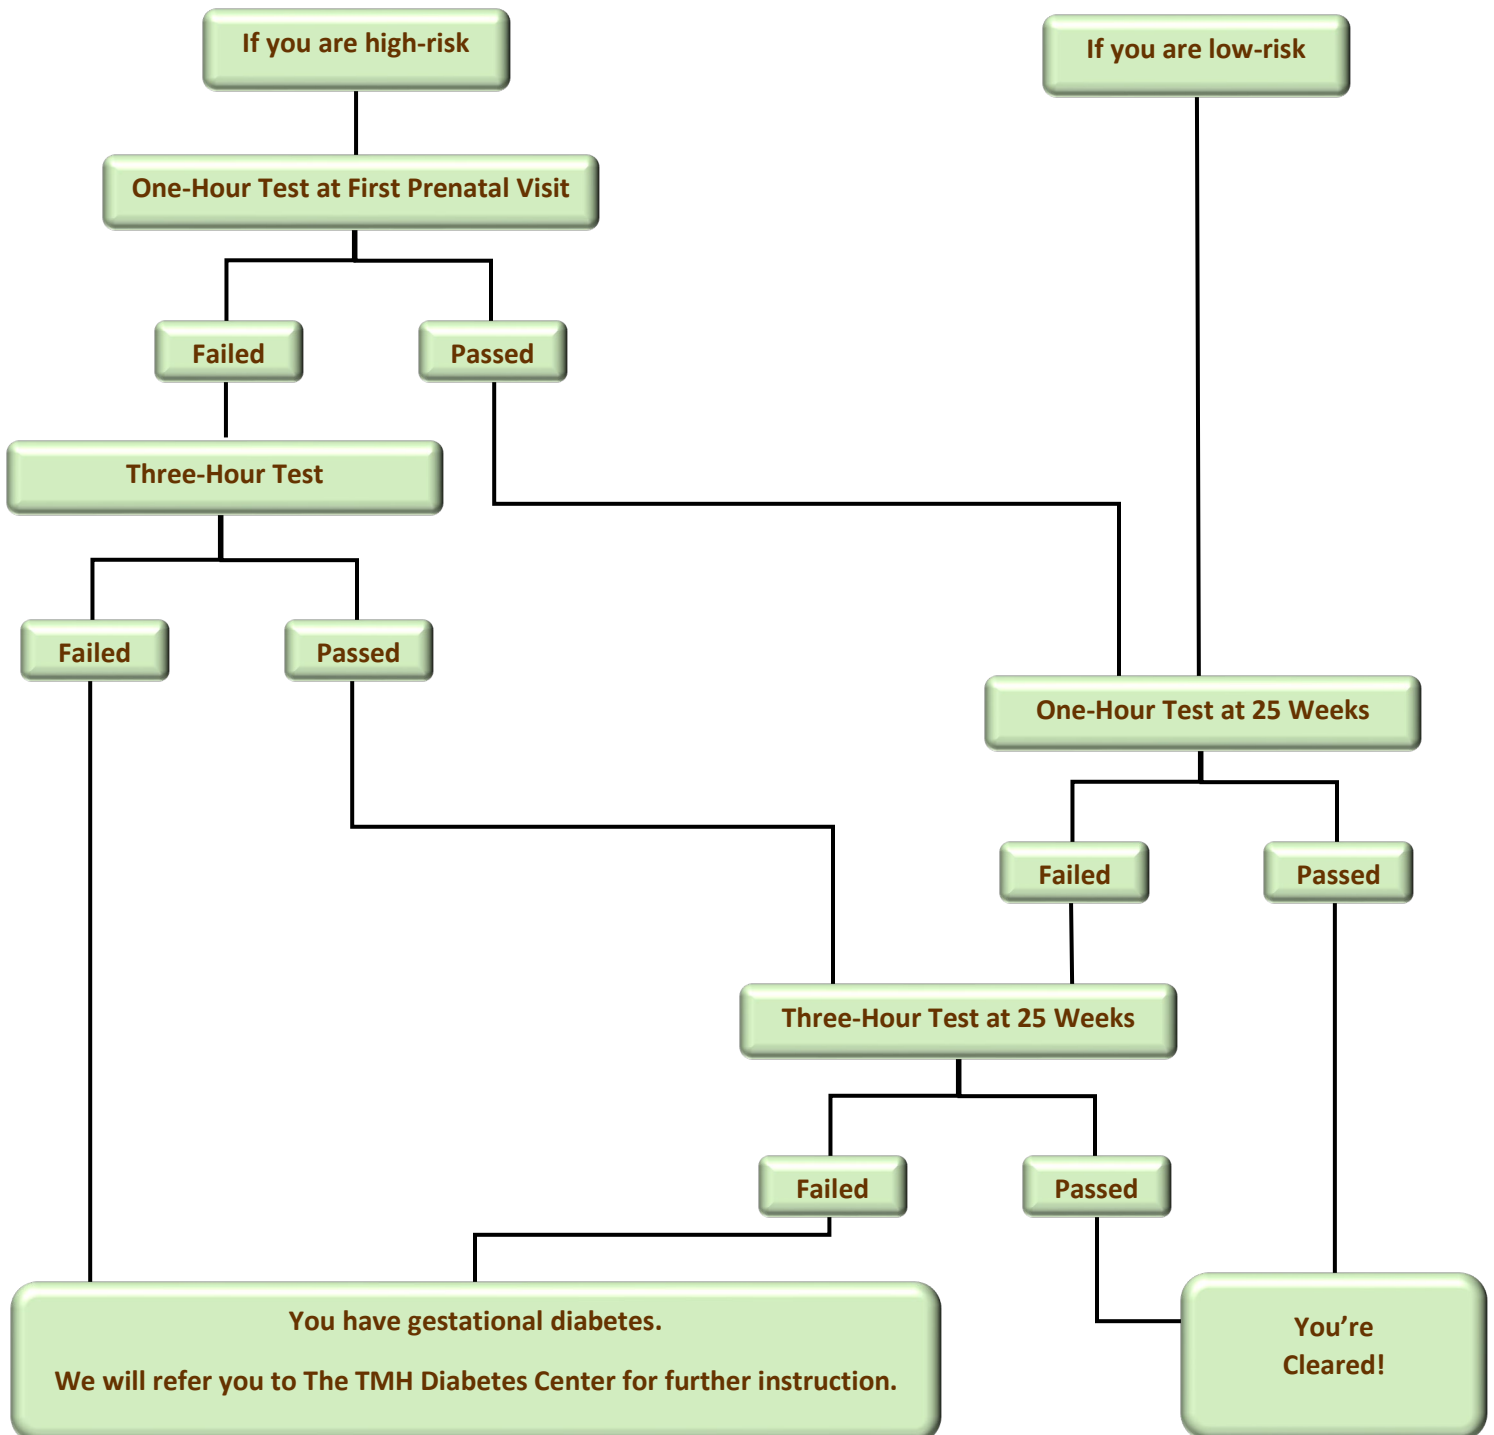 If you are high-risk
If you are low-risk
One-Hour Test at First Prenatal Visit
Failed
Passed
Three-Hour Test
Failed
Passed
One-Hour Test at 25 Weeks
Failed
Passed
Three-Hour Test at 25 Weeks
Failed
Passed
You have gestational diabetes.
We will refer you to The TMH Diabetes Center for further instruction.
You’re
Cleared!